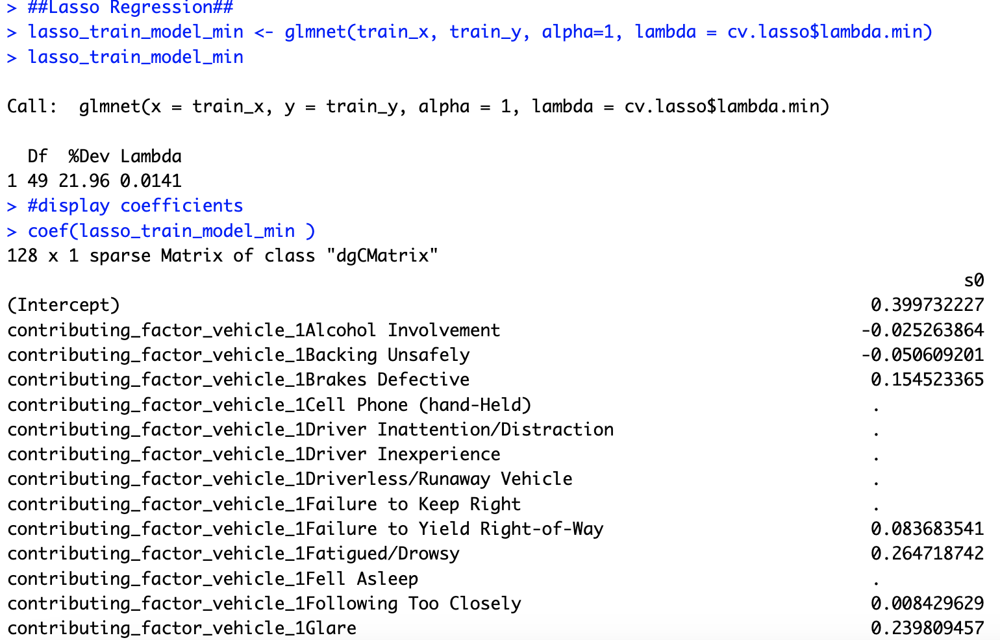 > ##Lasso Regression##
> lasso_train_model_min <- glmnet(train_x, train_y, alpha=1, lambda = cv.lasso$lambda.min)
> lasso_train_model_min
Call:  glmnet(x = train_x, y = train_y, alpha = 1, lambda = cv.lasso$lambda.min)
  Df  %Dev Lambda
1 49 21.96 0.0141
> #display coefficients
> coef(lasso_train_model_min )
128 x 1 sparse Matrix of class "dgCMatrix"
s0
(Intercept) 0.399732227
contributing_factor_vehicle_1Alcohol Involvement -0.025263864
contributing_factor_vehicle_1Backing Unsafely -0.050609201
contributing_factor_vehicle_1Brakes Defective 0.154523365
contributing_factor_vehicle_1Cell Phone (hand-Held) .
contributing_factor_vehicle_1Driver Inattention/Distraction .
contributing_factor_vehicle_1Driver Inexperience .
contributing_factor_vehicle_1Driverless/Runaway Vehicle .
contributing_factor_vehicle_1Failure to Keep Right .
contributing_factor_vehicle_1Failure to Yield Right-of-Way 0.083683541
contributing_factor_vehicle_1Fatigued/Drowsy 0.264718742
contributing_factor_vehicle_1Fell Asleep .
contributing_factor_vehicle_1Following Too Closely 0.008429629
contributing_factor_vehicle_1Glare 0.239809457